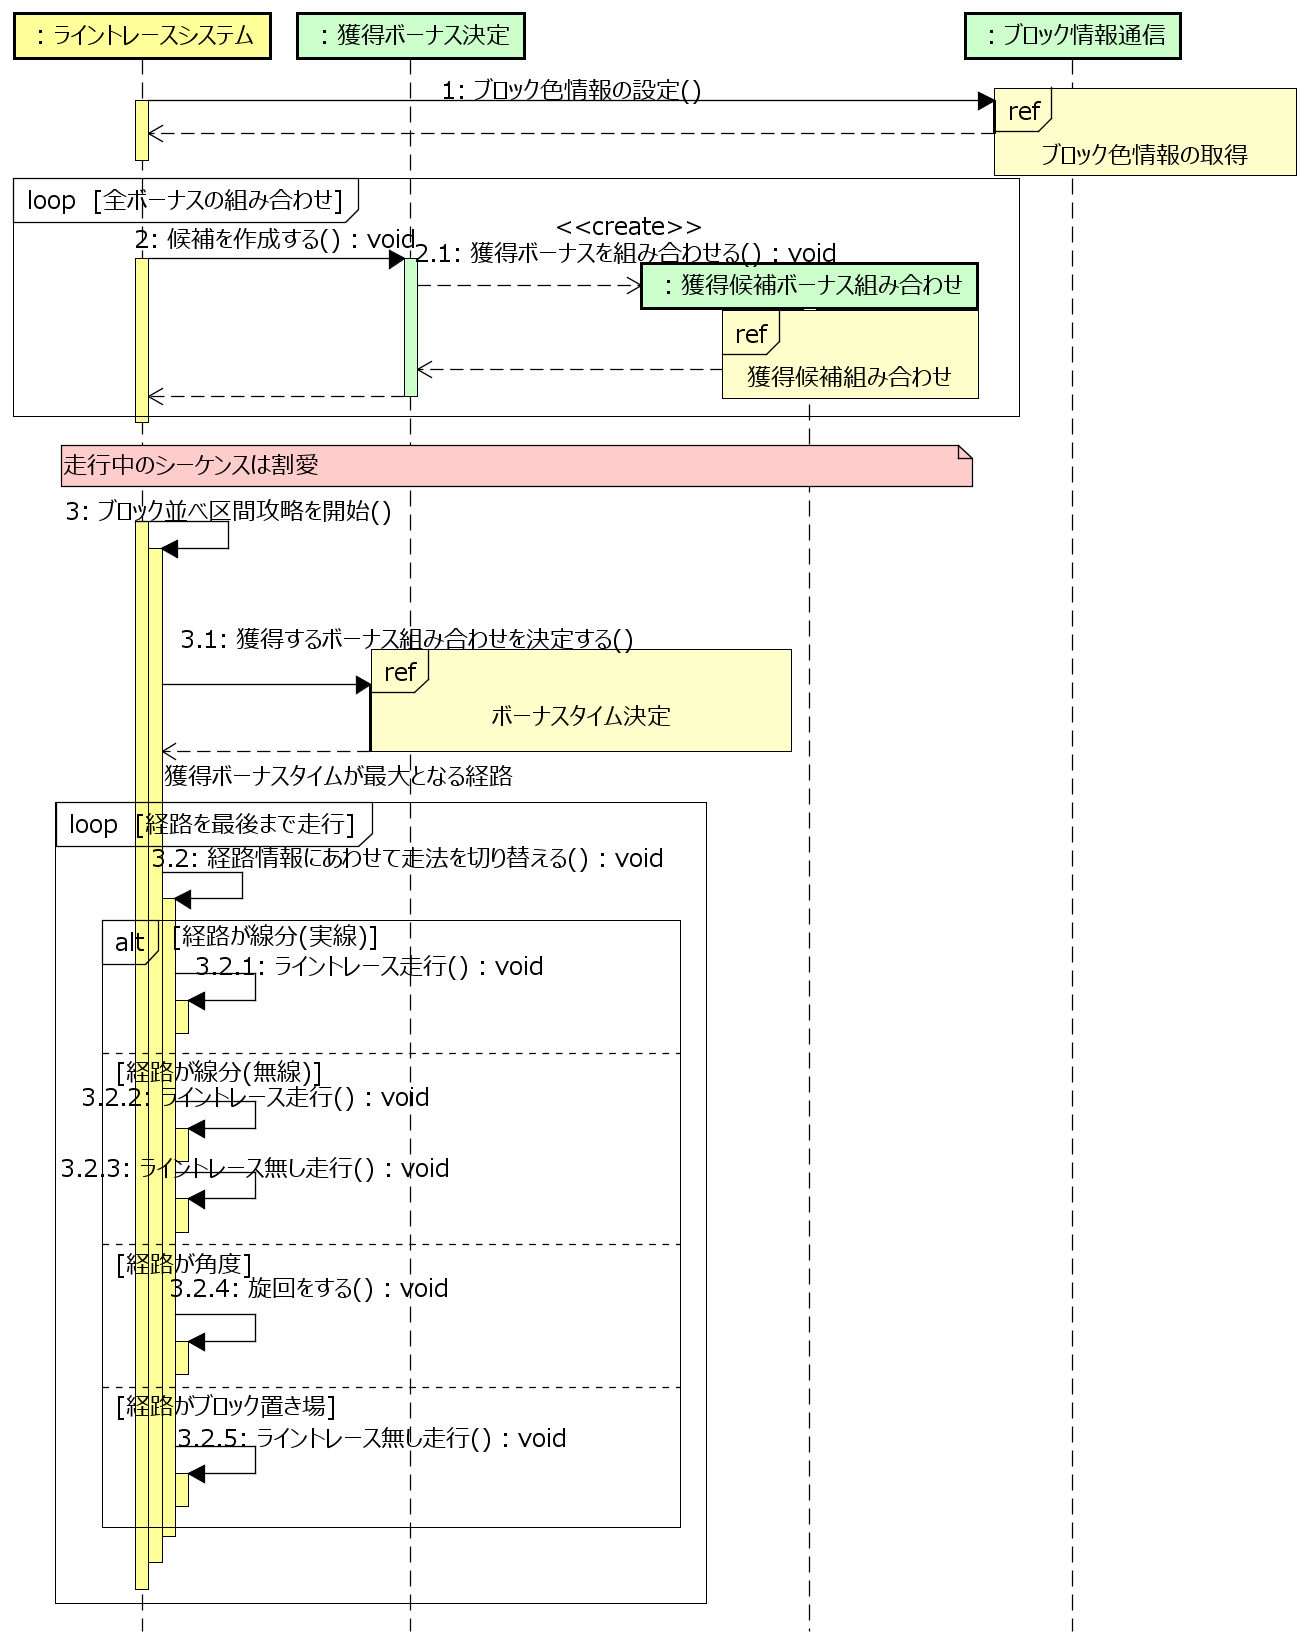 : ライントレースシステム
: 獲得ボーナス決定
: ブロック情報通信
1: ブロック色情報の設定()
ref
ブロック色情報の取得
loop [全ボーナスの組み合わせ]
2: 候補を作成する() : void
<<create>>
2.1: 獲得ボーナスを組み合わせる() : void
: 獲得候補ボーナス組み合わせ
ref
獲得候補組み合わせ
走行中のシーケンスは割愛
3: ブロック並べ区間攻略を開始()
3.1: 獲得するボーナス組み合わせを決定する()
ref
ボーナスタイム決定
獲得ボーナスタイムが最大となる経路
loop [経路を最後まで走行]
3.2: 経路情報にあわせて走法を切り替える() : void
alt [経路が線分(実線)]
3.2.1: ライントレース走行() : void
[経路が線分(無線)]
3.2.2: ライントレース走行() : void
3.2.3: ライントレース無し走行() : void
[経路が角度]
3.2.4: 旋回をする() : void
[経路がブロック置き場]
3.2.5: ライントレース無し走行() : void